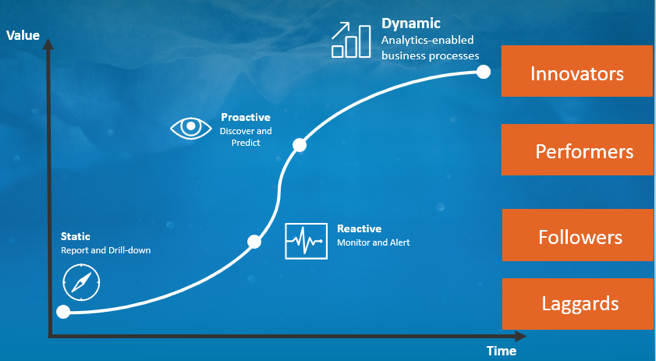 Value
Dynamic
Analytics-enabled
business processes
Innovators
Proactive
Discover and
Predict
Performers
Static
Report and Drill-down
Reactive
Monitor and Alert
Followers
Laggards
Time